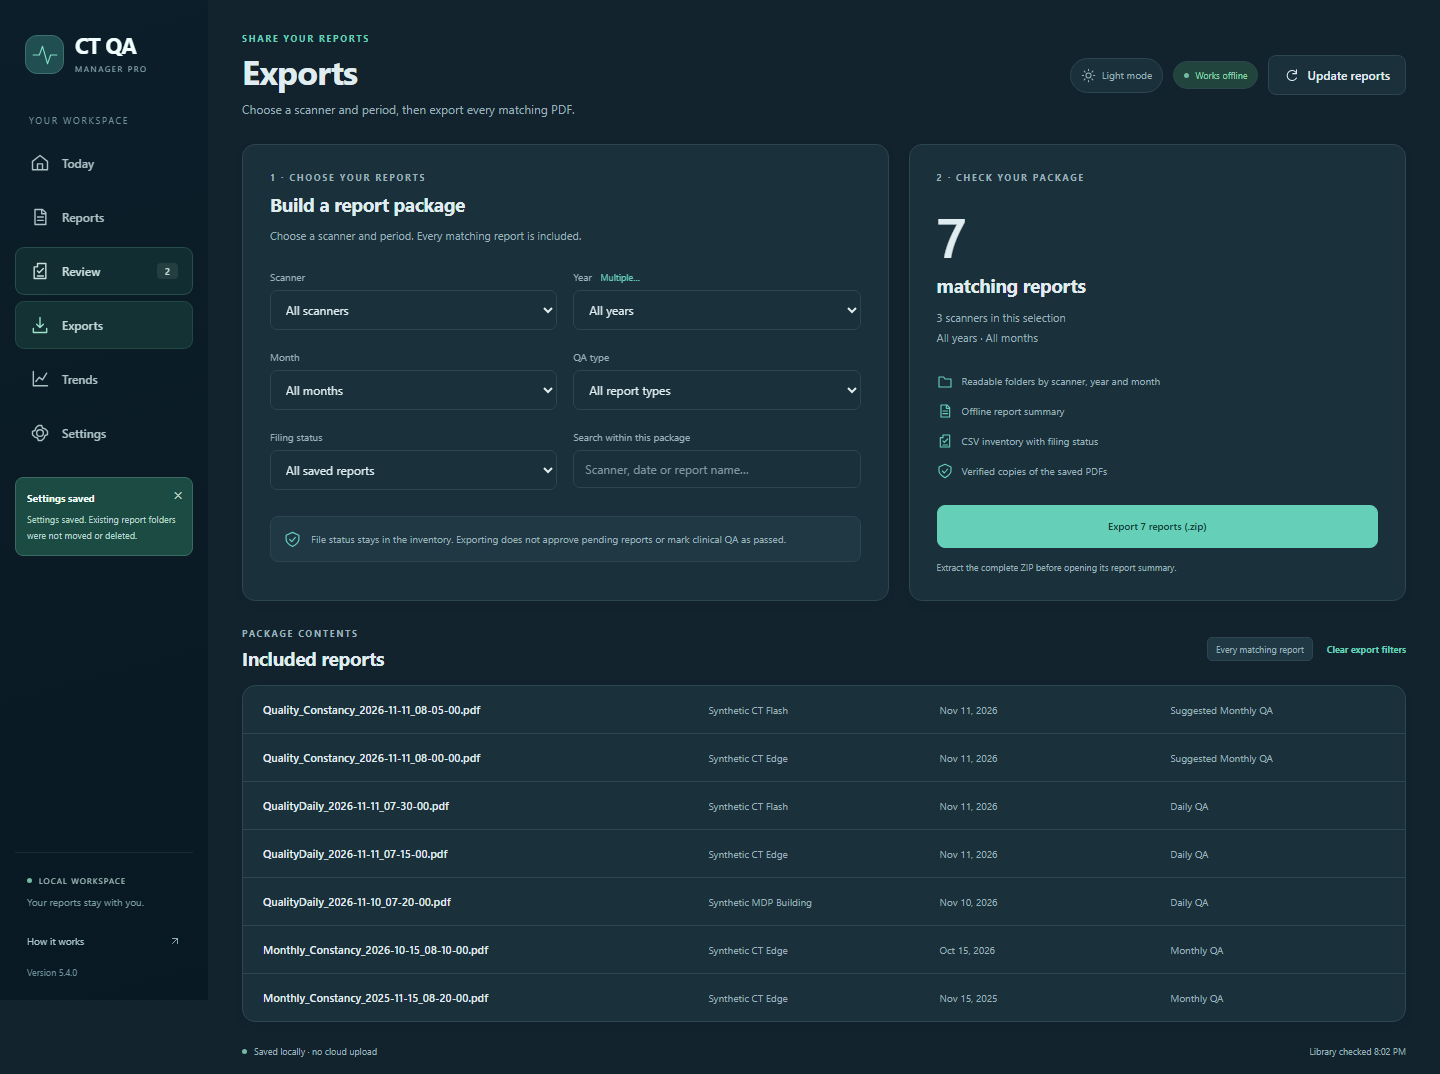 CT QA
MANAGER PRO
YOUR WORKSPACE
Today
Reports
Review 2
Exports
Trends
Settings
Settings saved
Settings saved. Existing report folders
were not moved or deleted.
LOCAL WORKSPACE
Your reports stay with you.
How it works
Version 5.4.0
SHARE YOUR REPORTS
Exports
Choose a scanner and period, then export every matching PDF.
Light mode
Works offline
Update reports
1 · CHOOSE YOUR REPORTS
Build a report package
Choose a scanner and period. Every matching report is included.
Scanner
All scanners
Year Multiple...
All years
Month
All months
QA type
All report types
Filing status
All saved reports
Search within this package
Scanner, date or report name...
File status stays in the inventory. Exporting does not approve pending reports or mark clinical QA as passed.
2 · CHECK YOUR PACKAGE
7
matching reports
3 scanners in this selection
All years · All months
Readable folders by scanner, year and month
Offline report summary
CSV inventory with filing status
Verified copies of the saved PDFs
Export 7 reports (.zip)
Extract the complete ZIP before opening its report summary.
PACKAGE CONTENTS
Included reports
Every matching report
Clear export filters
Quality_Constancy_2026-11-11_08-05-00.pdf Synthetic CT Flash Nov 11, 2026 Suggested Monthly QA
Quality_Constancy_2026-11-11_08-00-00.pdf Synthetic CT Edge Nov 11, 2026 Suggested Monthly QA
QualityDaily_2026-11-11_07-30-00.pdf Synthetic CT Flash Nov 11, 2026 Daily QA
QualityDaily_2026-11-11_07-15-00.pdf Synthetic CT Edge Nov 11, 2026 Daily QA
QualityDaily_2026-11-10_07-20-00.pdf Synthetic MDP Building Nov 10, 2026 Daily QA
Monthly_Constancy_2026-10-15_08-10-00.pdf Synthetic CT Edge Oct 15, 2026 Monthly QA
Monthly_Constancy_2025-11-15_08-20-00.pdf Synthetic CT Edge Nov 15, 2025 Monthly QA
Saved locally · no cloud upload
Library checked 8:02 PM